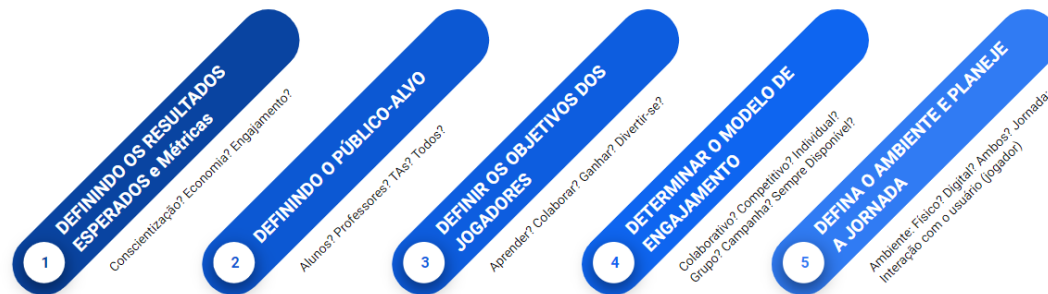 1
DEFININDO OS RESULTADOS
ESPERADOS e Métricas
Conscientização? Economia? Engajamento?
2
DEFININDO O PÚBLICO-ALVO
Alunos? Professores? TAs? Todos?
3
DEFINIR OS OBJETIVOS DOS
JOGADORES
Aprender? Colaborar? Ganhar? Divertir-se?
4
DETERMINAR O MODELO DE
ENGAJAMENTO
Colaborativo? Competitivo? Individual?
Grupo? Campanha? Sempre Disponível?
5
DEFINA O AMBIENTE E PLANEJE
A JORNADA
Ambiente: Físico? Digital? Ambos? Jornada:
Interação com o usuário (jogador)